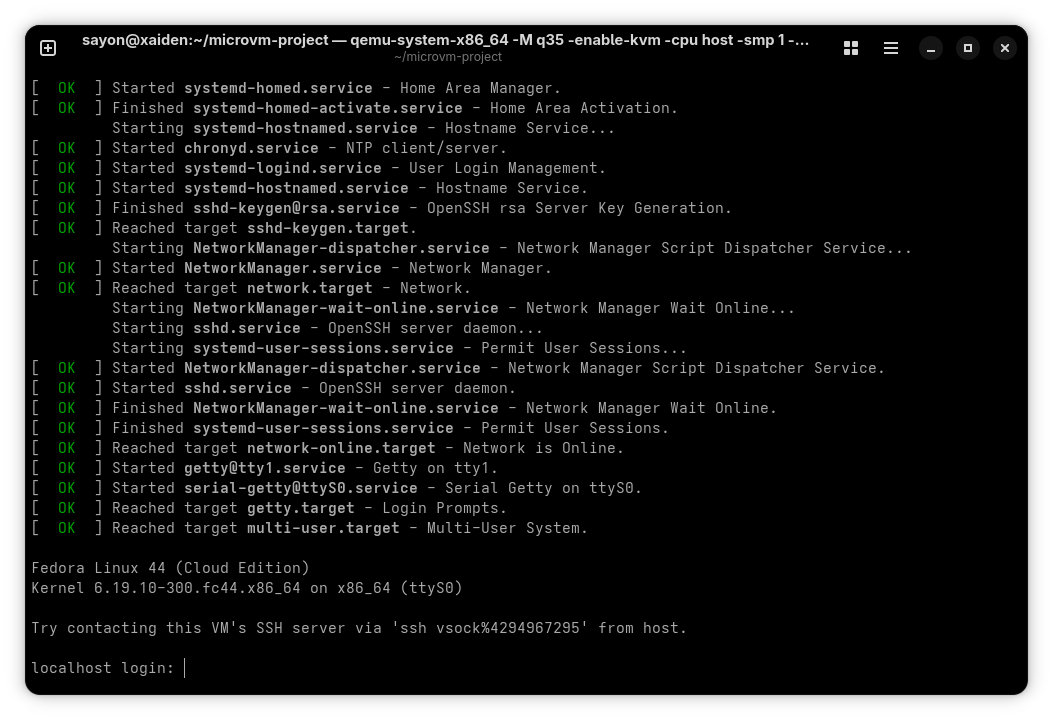 sayon@xaiden:~/microvm-project — qemu-system-x86_64 -M q35 -enable-kvm -cpu host -smp 1 -...
~/microvm-project
[  OK  ] Started systemd-homed.service - Home Area Manager.
[  OK  ] Finished systemd-homed-activate.service - Home Area Activation.
         Starting systemd-hostnamed.service - Hostname Service...
[  OK  ] Started chronyd.service - NTP client/server.
[  OK  ] Started systemd-logind.service - User Login Management.
[  OK  ] Started systemd-hostnamed.service - Hostname Service.
[  OK  ] Finished sshd-keygen@rsa.service - OpenSSH rsa Server Key Generation.
[  OK  ] Reached target sshd-keygen.target.
         Starting NetworkManager-dispatcher.service - Network Manager Script Dispatcher Service...
[  OK  ] Started NetworkManager.service - Network Manager.
[  OK  ] Reached target network.target - Network.
         Starting NetworkManager-wait-online.service - Network Manager Wait Online...
         Starting sshd.service - OpenSSH server daemon...
         Starting systemd-user-sessions.service - Permit User Sessions...
[  OK  ] Started NetworkManager-dispatcher.service - Network Manager Script Dispatcher Service.
[  OK  ] Started sshd.service - OpenSSH server daemon.
[  OK  ] Finished NetworkManager-wait-online.service - Network Manager Wait Online.
[  OK  ] Finished systemd-user-sessions.service - Permit User Sessions.
[  OK  ] Reached target network-online.target - Network is Online.
[  OK  ] Started getty@tty1.service - Getty on tty1.
[  OK  ] Started serial-getty@ttyS0.service - Serial Getty on ttyS0.
[  OK  ] Reached target getty.target - Login Prompts.
[  OK  ] Reached target multi-user.target - Multi-User System.
Fedora Linux 44 (Cloud Edition)
Kernel 6.19.10-300.fc44.x86_64 on x86_64 (ttyS0)
Try contacting this VM's SSH server via 'ssh vsock%4294967295' from host.
localhost login: